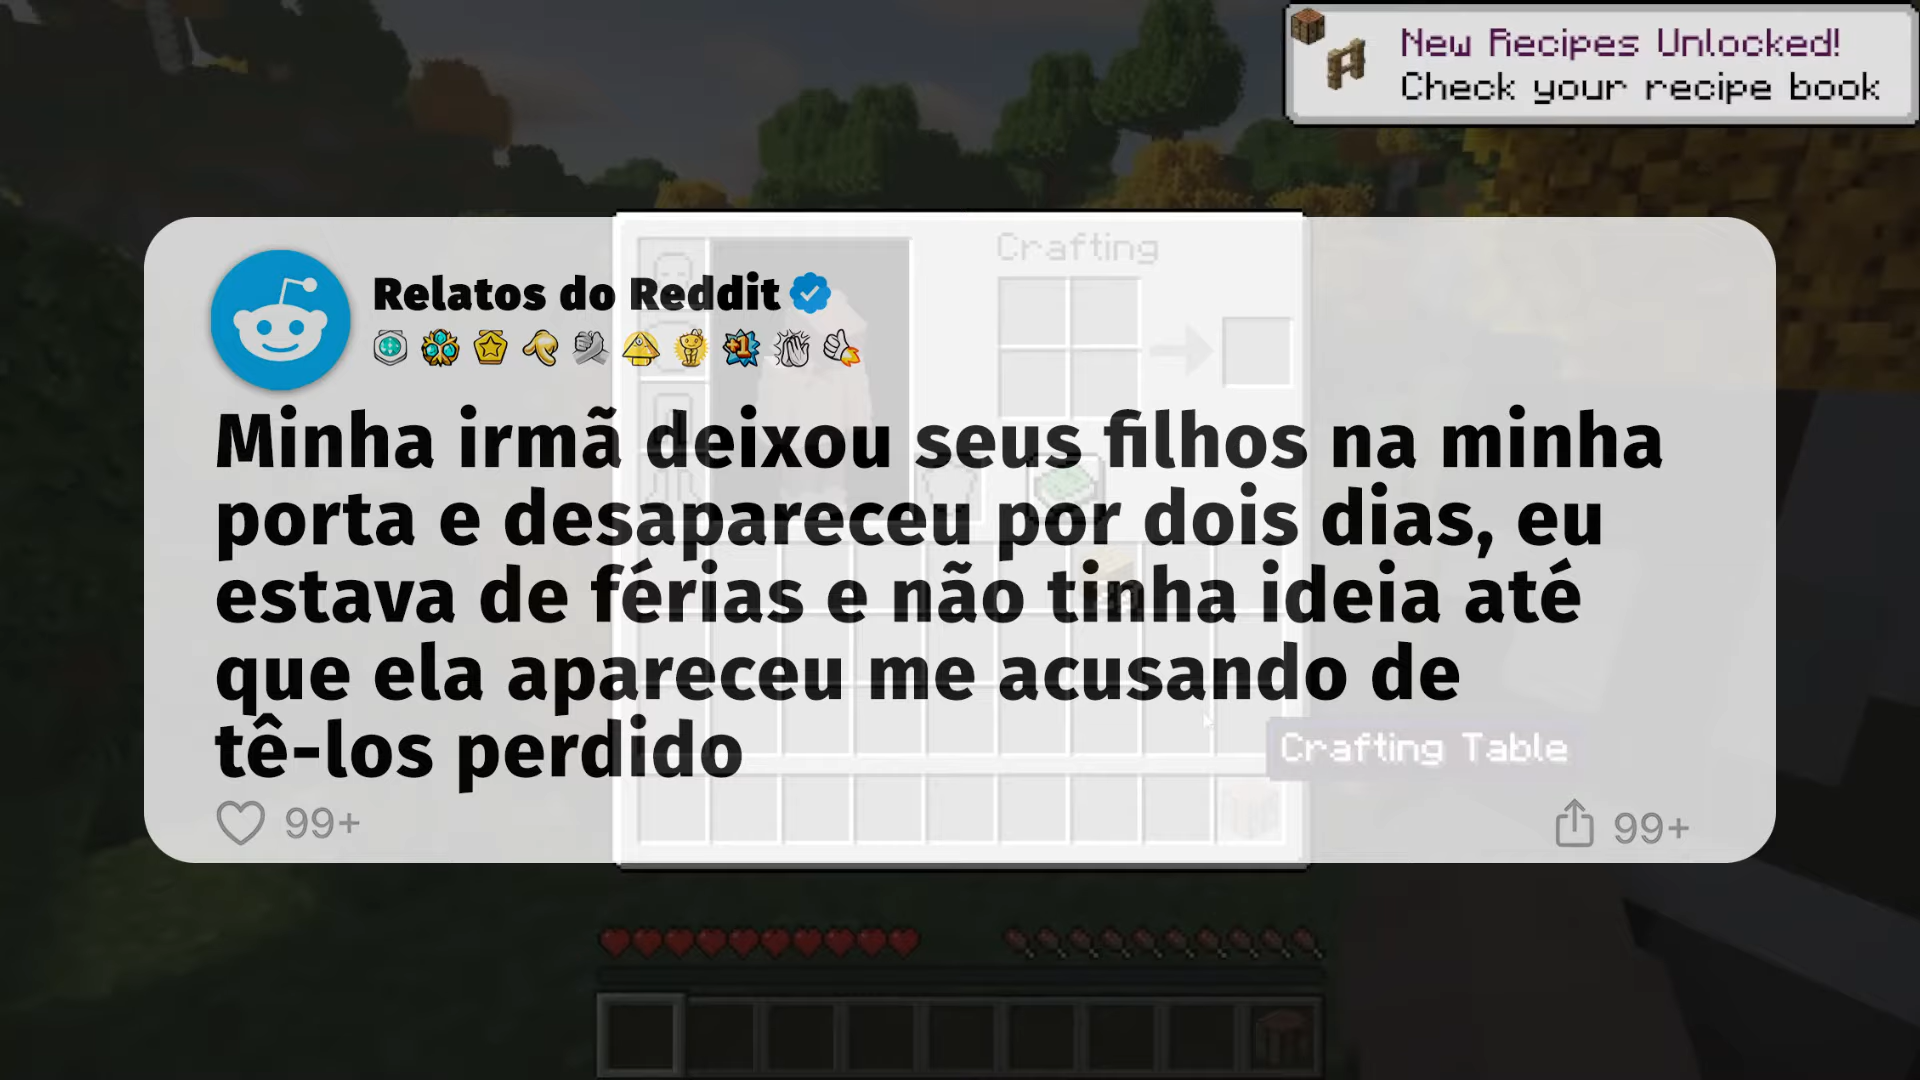 New Recipes Unlocked!
Check your recipe book
Crafting
Relatos do Reddit
+1
Minha irmã deixou seus filhos na minha
porta e desapareceu por dois dias, eu
estava de férias e não tinha ideia até
que ela apareceu me acusando de
tê-los perdido
Crafting Table
99+
99+